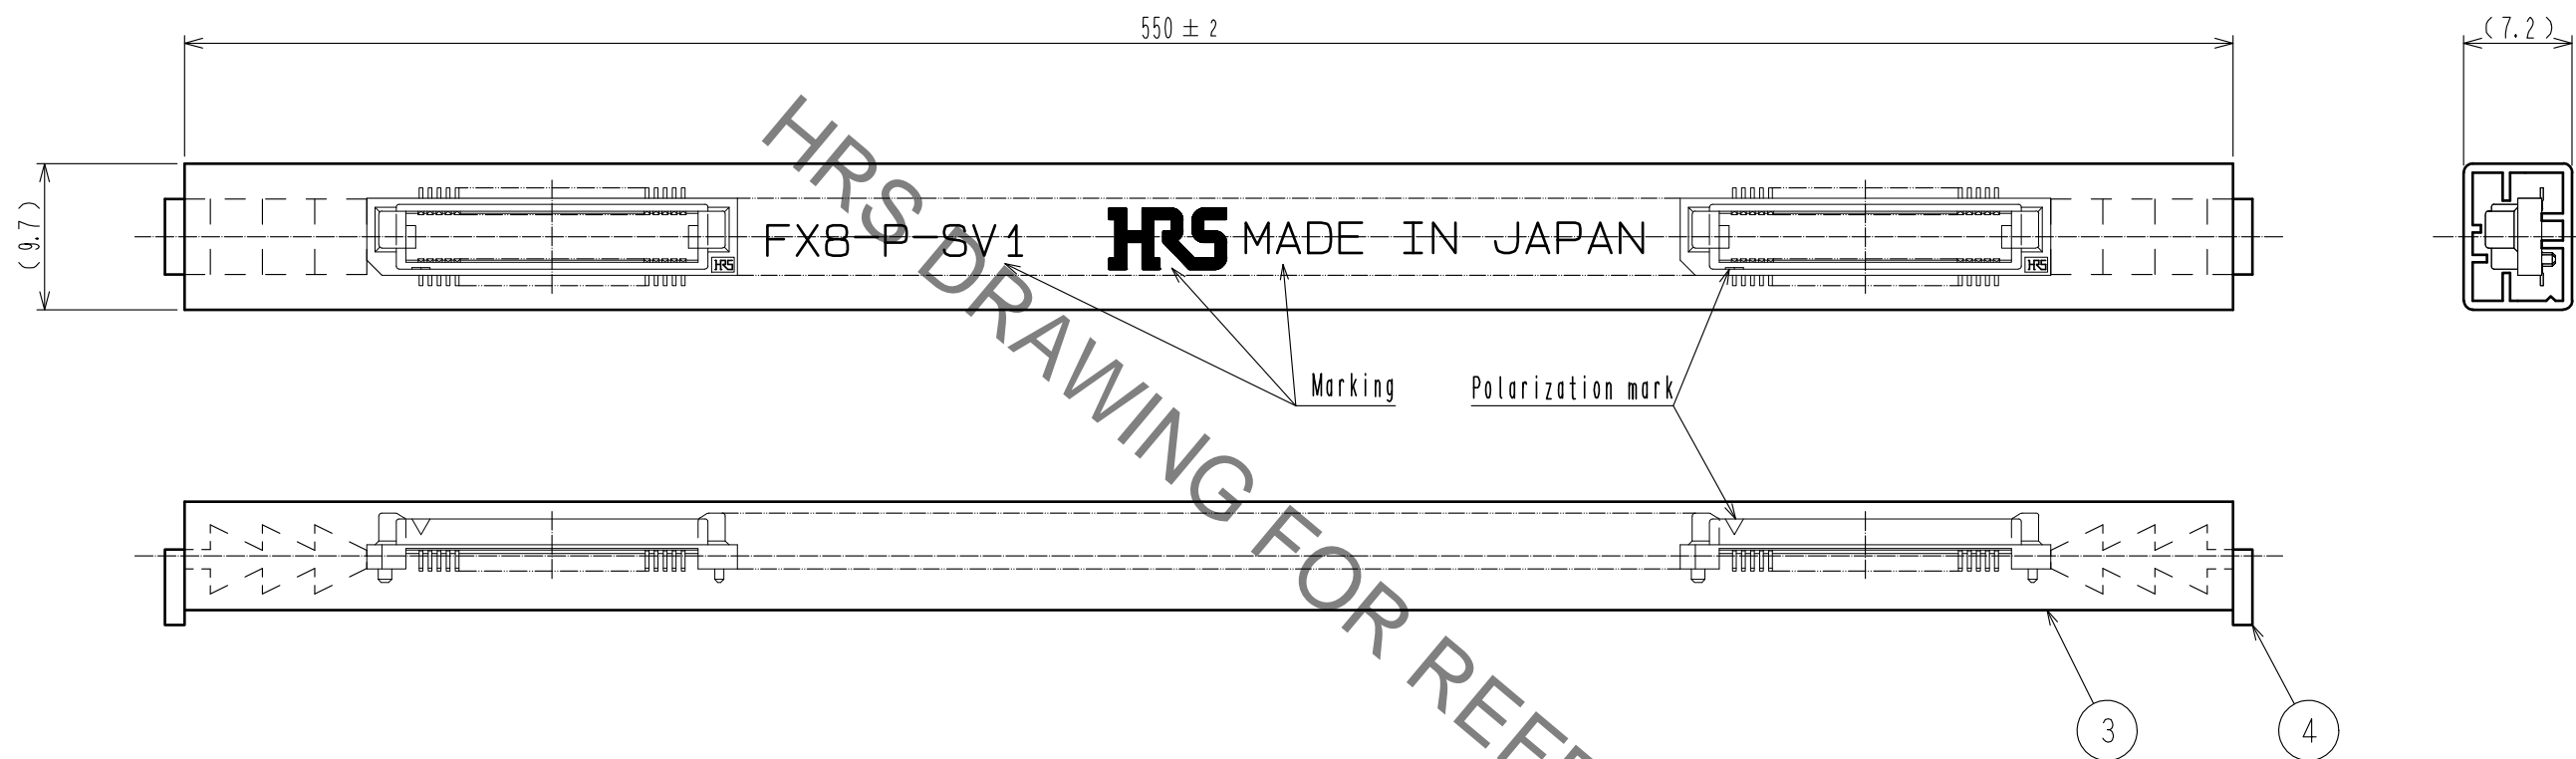 550 ± 2
(7.2)
(9.7)
FX8-P-SV1 HRS MADE IN JAPAN
HRS
HRS
Marking
Polarization mark
3
4
HRS DRAWING FOR